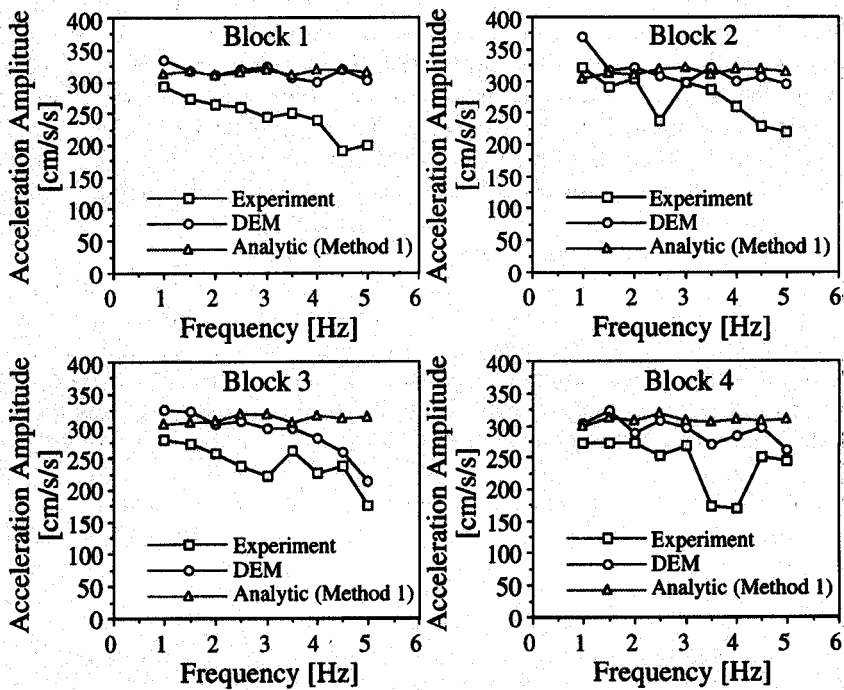 Block 1
Acceleration Amplitude
[cm/s/s]
400
350
300
250
200
150
100
50
0
Experiment
DEM
Analytic (Method 1)
0 1 2 3 4 5 6
Frequency [Hz]
Block 2
Acceleration Amplitude
[cm/s/s]
400
350
300
250
200
150
100
50
0
Experiment
DEM
Analytic (Method 1)
0 1 2 3 4 5 6
Frequency [Hz]
Block 3
Acceleration Amplitude
[cm/s/s]
400
350
300
250
200
150
100
50
0
Experiment
DEM
Analytic (Method 1)
0 1 2 3 4 5 6
Frequency [Hz]
Block 4
Acceleration Amplitude
[cm/s/s]
400
350
300
250
200
150
100
50
0
Experiment
DEM
Analytic (Method 1)
0 1 2 3 4 5 6
Frequency [Hz]